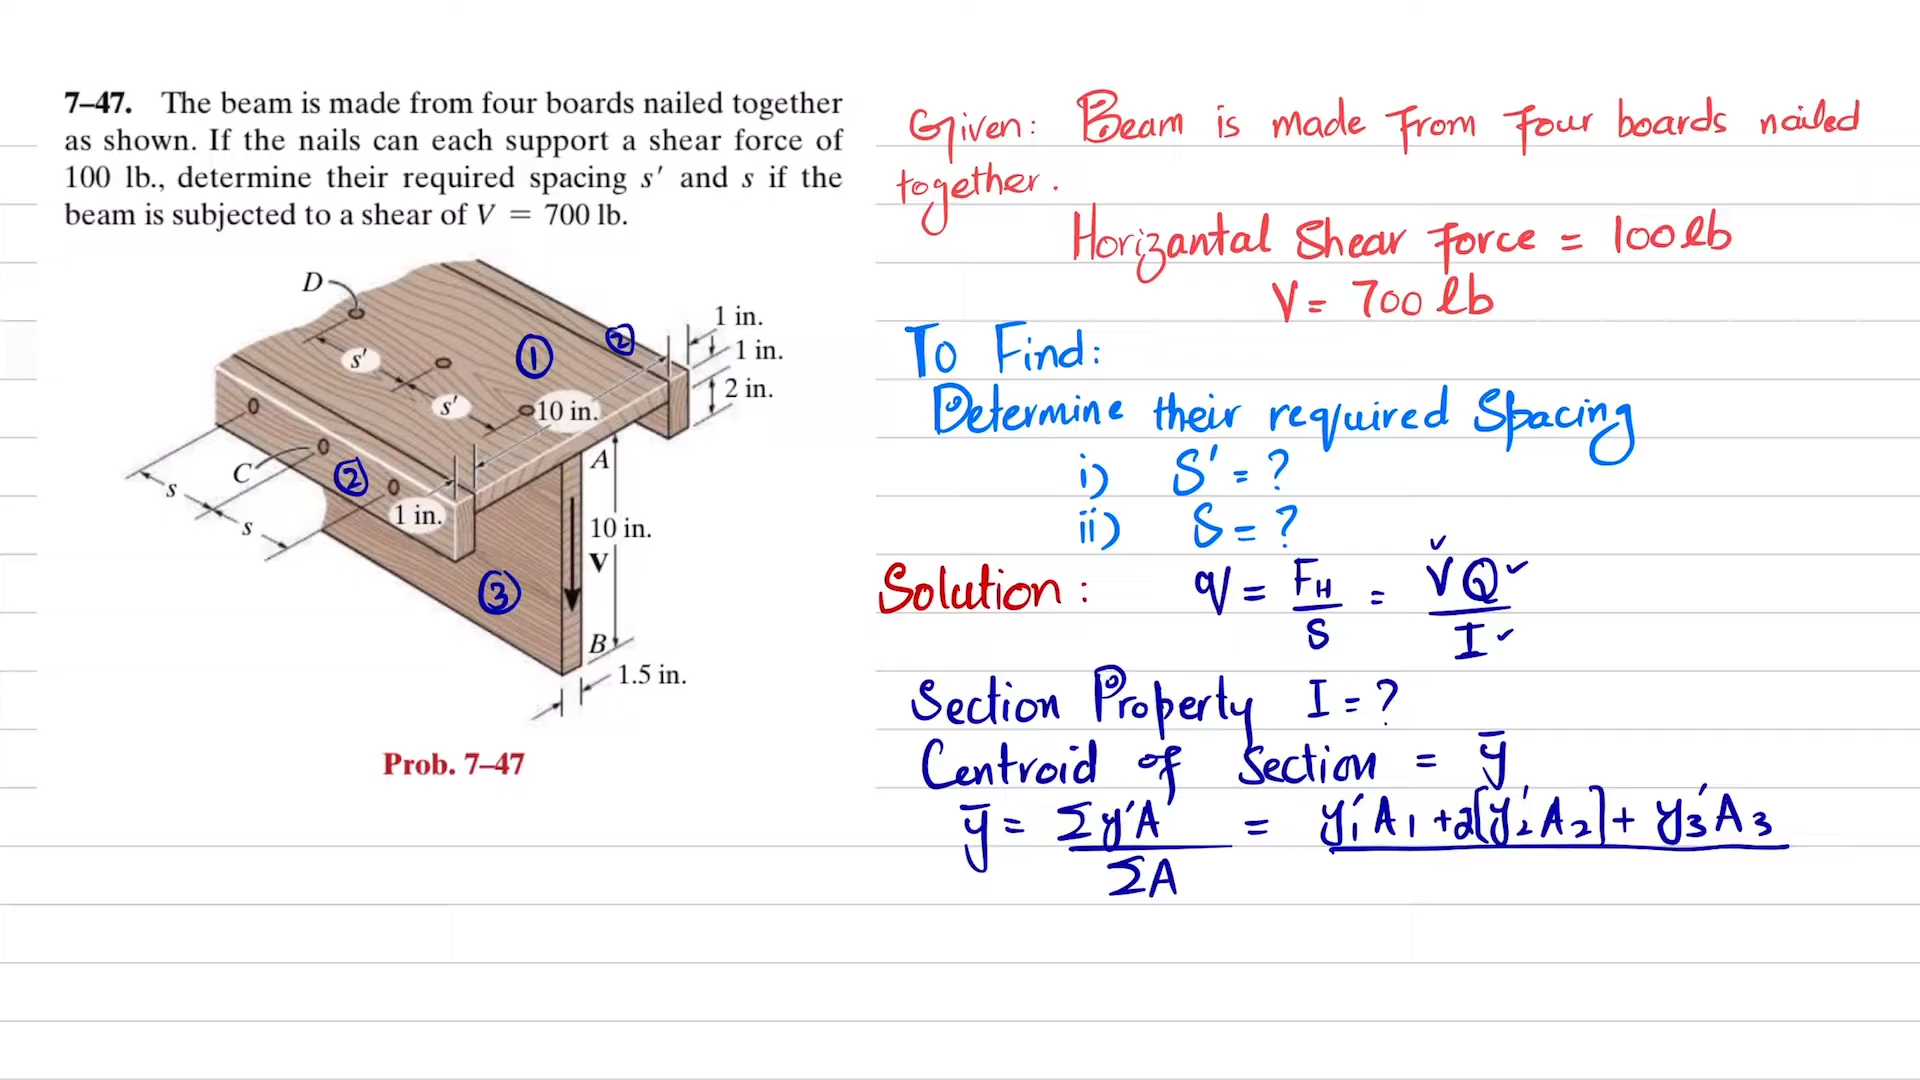 7–47. The beam is made from four boards nailed together
as shown. If the nails can each support a shear force of
100 lb., determine their required spacing s′ and s if the
beam is subjected to a shear of V = 700 lb.
D
s′
s′
1
2
1 in.
1 in.
2 in.
10 in.
A
C
2
s
s
1 in.
10 in.
V
3
B
1.5 in.
Prob. 7–47
Given: Beam is made from four boards nailed
together.
Horizantal Shear force = 100 lb
V = 700 lb
To Find:
Determine their required Spacing
i) S' = ?
ii) S = ?
Solution: q = F_H / S = VQ / I
Section Property I = ?
Centroid of Section = ȳ
ȳ = Σy'A / ΣA = y₁'A₁ + 2[y₂'A₂] + y₃'A₃